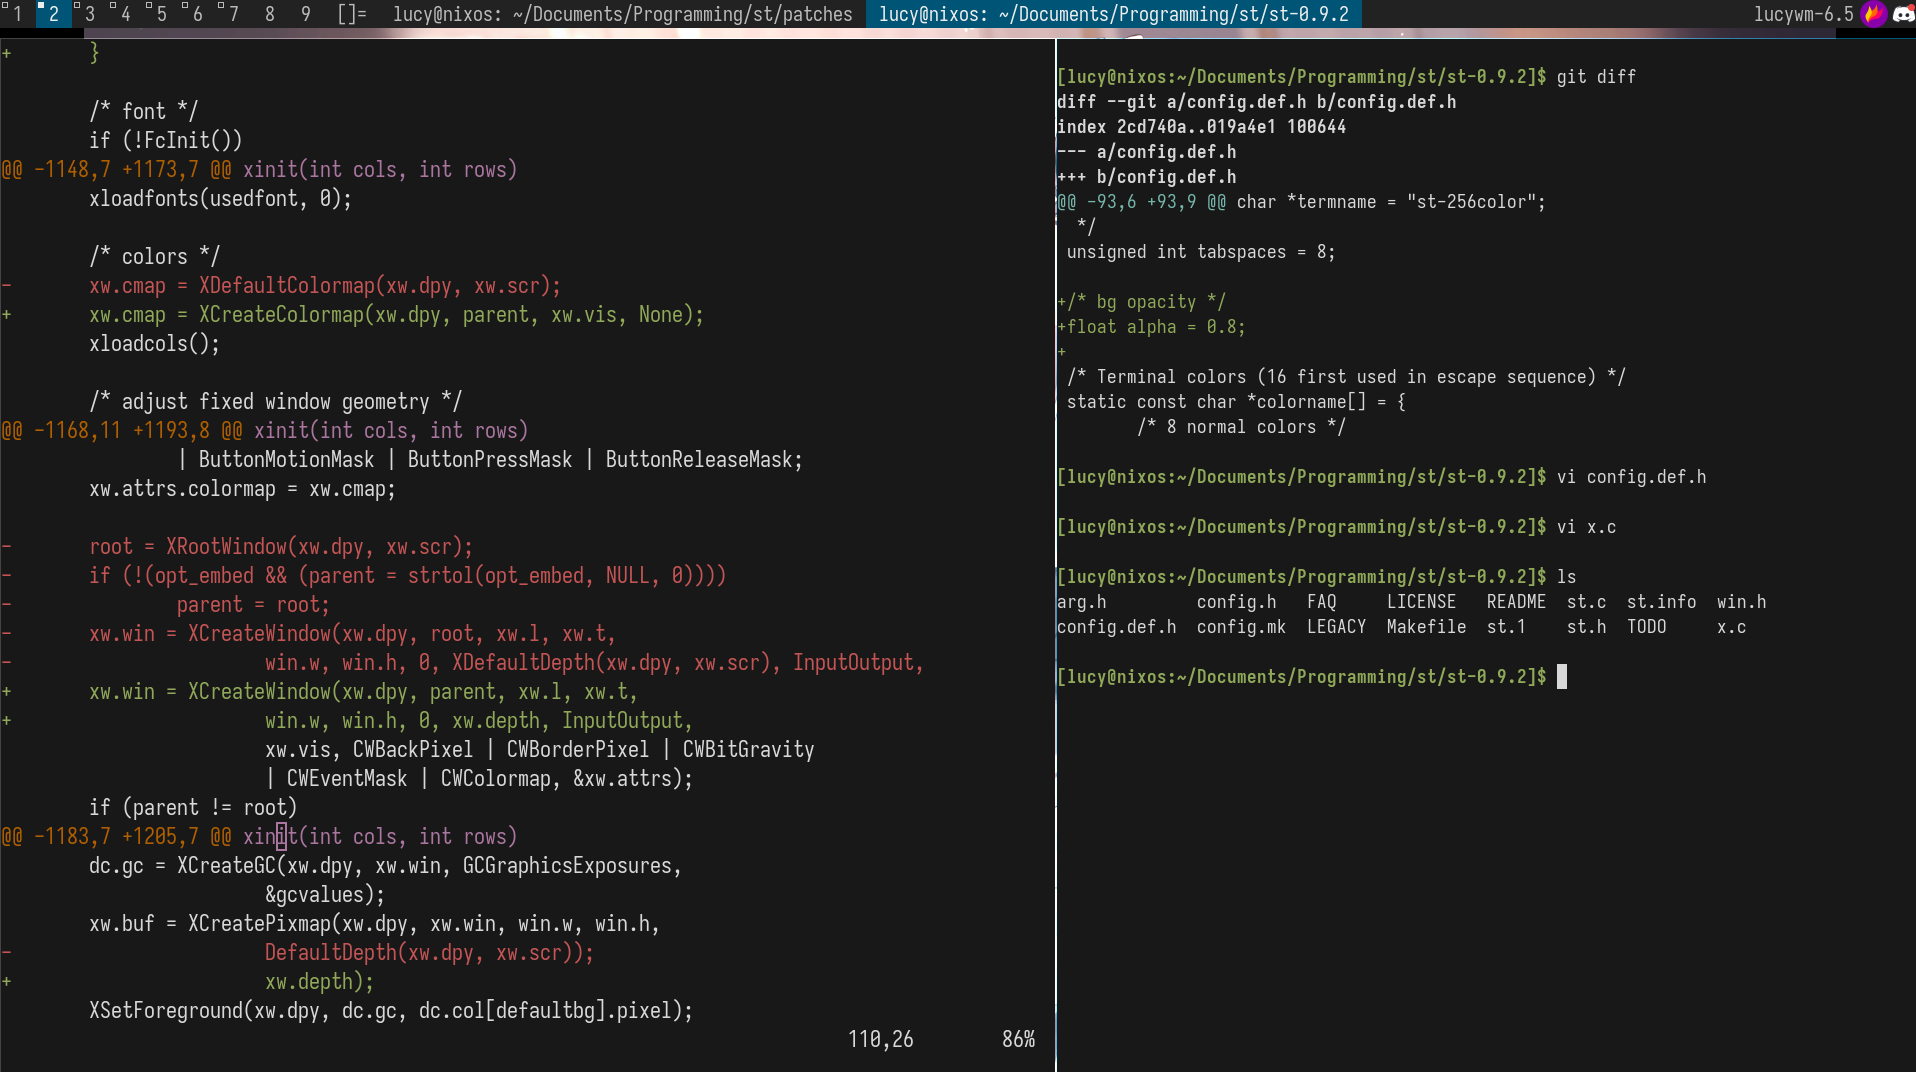 1 2 3 4 5 6 7 8 9 []= lucy@nixos: ~/Documents/Programming/st/patches lucy@nixos: ~/Documents/Programming/st/st-0.9.2 lucywm-6.5
+       }

        /* font */
        if (!FcInit())
@@ -1148,7 +1173,7 @@ xinit(int cols, int rows)
        xloadfonts(usedfont, 0);

        /* colors */
-       xw.cmap = XDefaultColormap(xw.dpy, xw.scr);
+       xw.cmap = XCreateColormap(xw.dpy, parent, xw.vis, None);
        xloadcols();

        /* adjust fixed window geometry */
@@ -1168,11 +1193,8 @@ xinit(int cols, int rows)
                | ButtonMotionMask | ButtonPressMask | ButtonReleaseMask;
        xw.attrs.colormap = xw.cmap;

-       root = XRootWindow(xw.dpy, xw.scr);
-       if (!(opt_embed && (parent = strtol(opt_embed, NULL, 0))))
-               parent = root;
-       xw.win = XCreateWindow(xw.dpy, root, xw.l, xw.t,
-                       win.w, win.h, 0, XDefaultDepth(xw.dpy, xw.scr), InputOutput,
+       xw.win = XCreateWindow(xw.dpy, parent, xw.l, xw.t,
+                       win.w, win.h, 0, xw.depth, InputOutput,
                        xw.vis, CWBackPixel | CWBorderPixel | CWBitGravity
                        | CWEventMask | CWColormap, &xw.attrs);
        if (parent != root)
@@ -1183,7 +1205,7 @@ xinit(int cols, int rows)
        dc.gc = XCreateGC(xw.dpy, xw.win, GCGraphicsExposures,
                        &gcvalues);
        xw.buf = XCreatePixmap(xw.dpy, xw.win, win.w, win.h,
-                       DefaultDepth(xw.dpy, xw.scr));
+                       xw.depth);
        XSetForeground(xw.dpy, dc.gc, dc.col[defaultbg].pixel);
110,26 86%
[lucy@nixos:~/Documents/Programming/st/st-0.9.2]$ git diff
diff --git a/config.def.h b/config.def.h
index 2cd740a..019a4e1 100644
--- a/config.def.h
+++ b/config.def.h
@@ -93,6 +93,9 @@ char *termname = "st-256color";
  */
 unsigned int tabspaces = 8;

+/* bg opacity */
+float alpha = 0.8;
+
 /* Terminal colors (16 first used in escape sequence) */
 static const char *colorname[] = {
        /* 8 normal colors */

[lucy@nixos:~/Documents/Programming/st/st-0.9.2]$ vi config.def.h

[lucy@nixos:~/Documents/Programming/st/st-0.9.2]$ vi x.c

[lucy@nixos:~/Documents/Programming/st/st-0.9.2]$ ls
arg.h         config.h   FAQ     LICENSE   README  st.c  st.info  win.h
config.def.h  config.mk  LEGACY  Makefile  st.1    st.h  TODO     x.c

[lucy@nixos:~/Documents/Programming/st/st-0.9.2]$